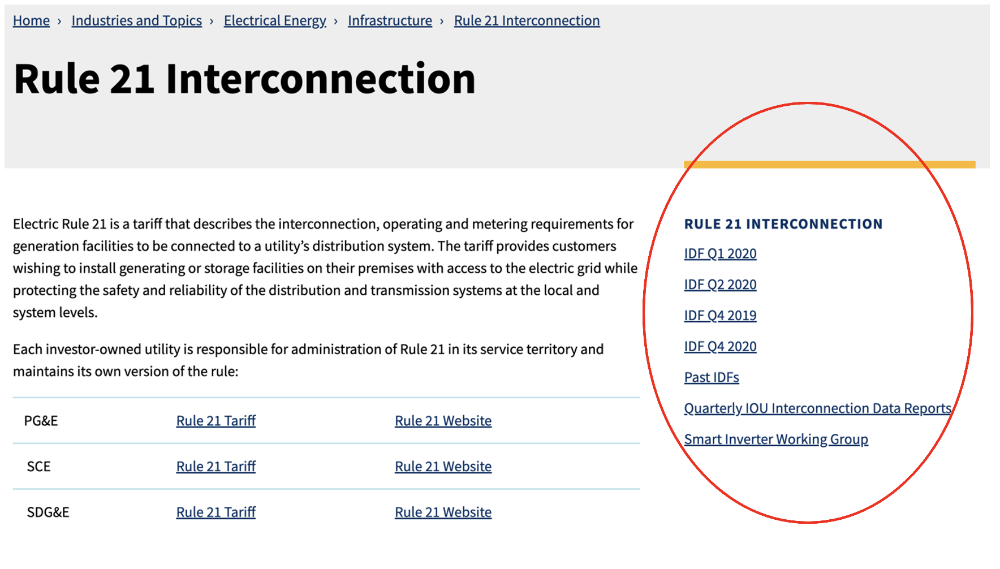 Home › Industries and Topics › Electrical Energy › Infrastructure › Rule 21 Interconnection
Rule 21 Interconnection
Electric Rule 21 is a tariff that describes the interconnection, operating and metering requirements for
generation facilities to be connected to a utility’s distribution system. The tariff provides customers
wishing to install generating or storage facilities on their premises with access to the electric grid while
protecting the safety and reliability of the distribution and transmission systems at the local and
system levels.
Each investor-owned utility is responsible for administration of Rule 21 in its service territory and
maintains its own version of the rule:
PG&E Rule 21 Tariff Rule 21 Website
SCE Rule 21 Tariff Rule 21 Website
SDG&E Rule 21 Tariff Rule 21 Website
RULE 21 INTERCONNECTION
IDF Q1 2020
IDF Q2 2020
IDF Q4 2019
IDF Q4 2020
Past IDFs
Quarterly IOU Interconnection Data Reports
Smart Inverter Working Group